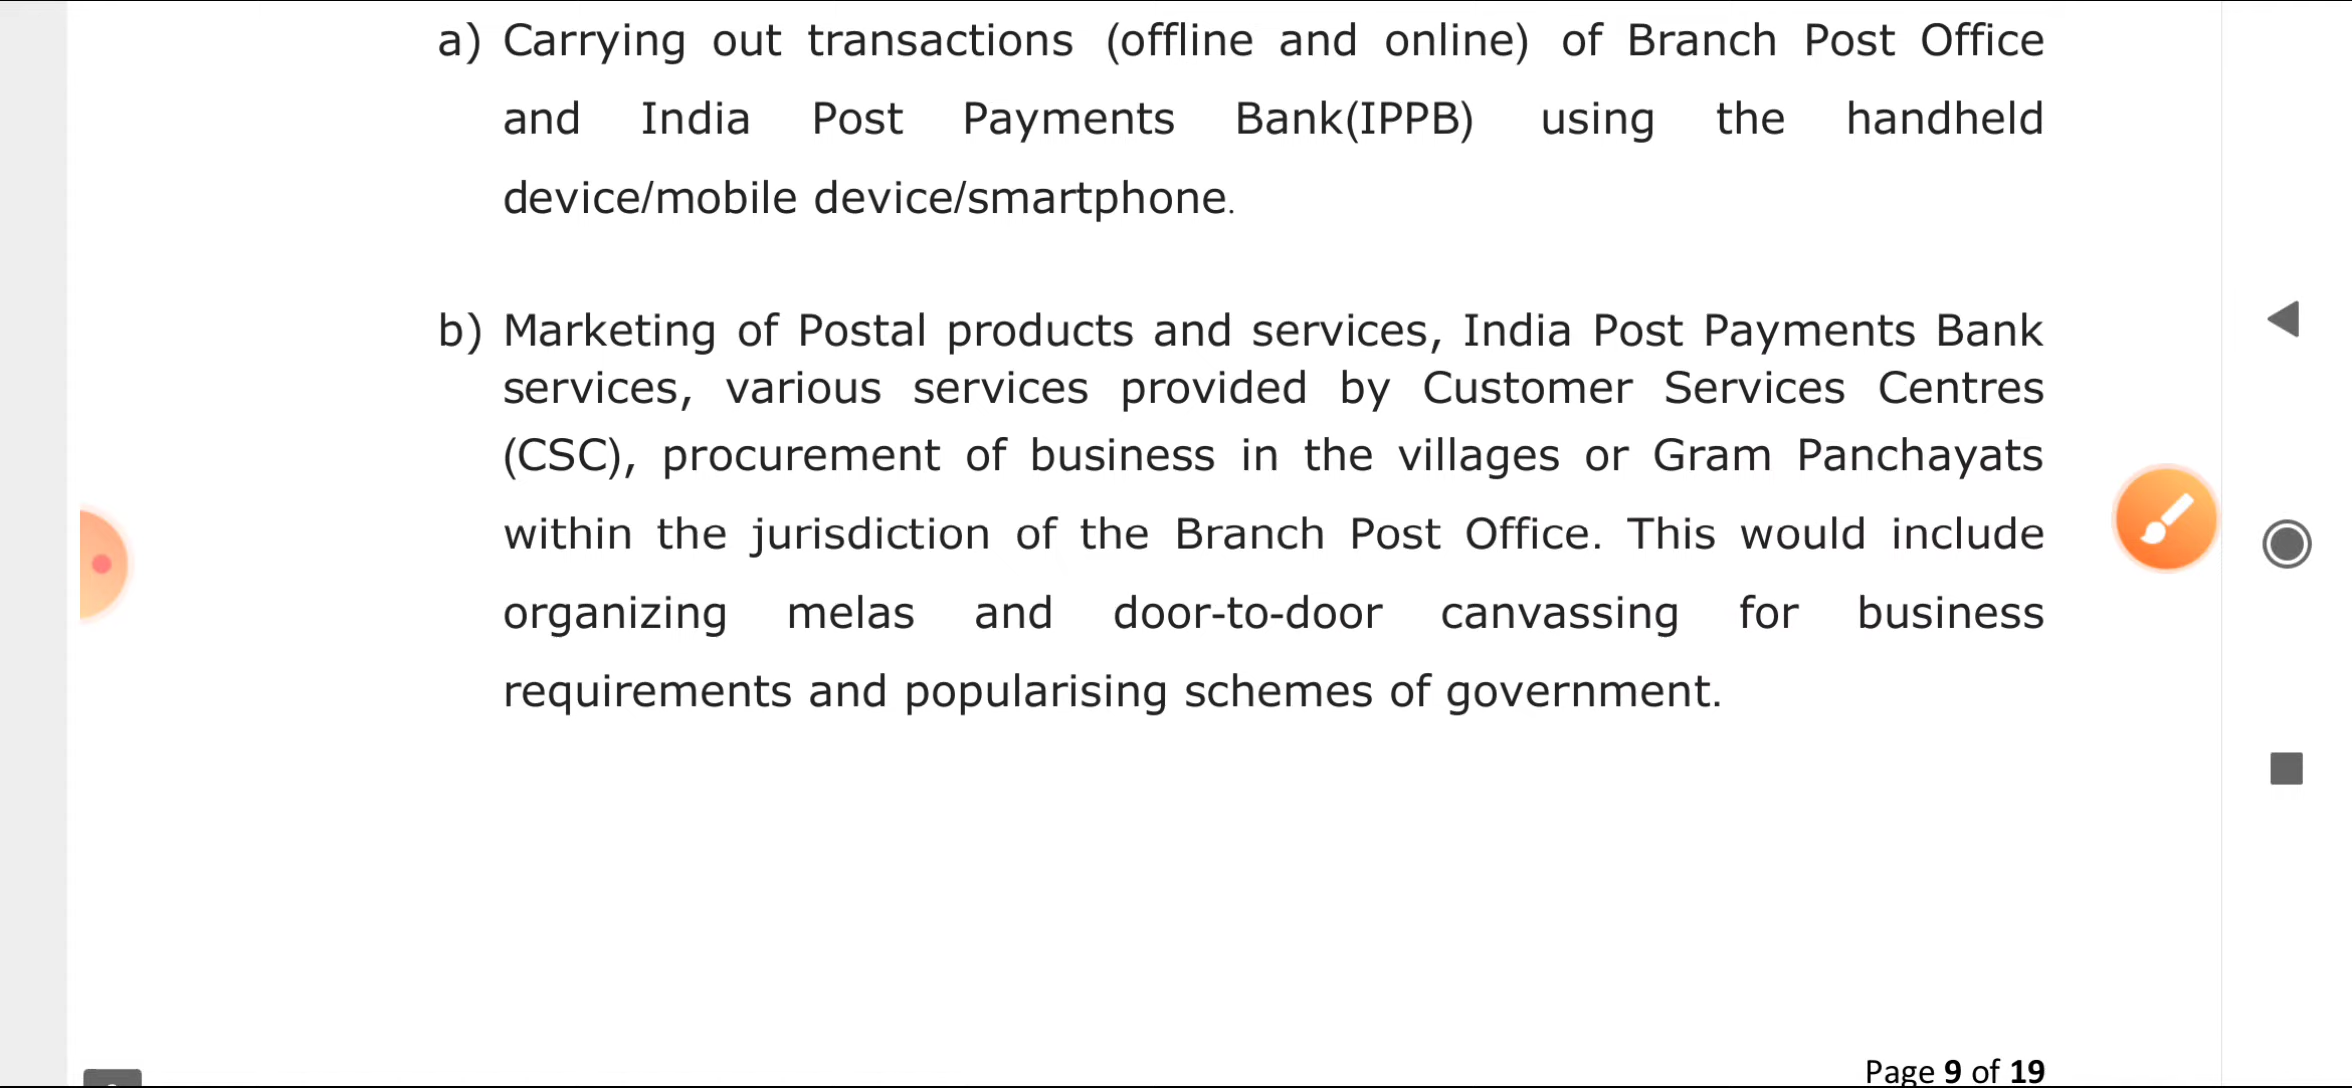 a) Carrying out transactions (offline and online) of Branch Post Office
and India Post Payments Bank(IPPB) using the handheld
device/mobile device/smartphone.
b) Marketing of Postal products and services, India Post Payments Bank
services, various services provided by Customer Services Centres
(CSC), procurement of business in the villages or Gram Panchayats
within the jurisdiction of the Branch Post Office. This would include
organizing melas and door-to-door canvassing for business
requirements and popularising schemes of government.
Page 9 of 19